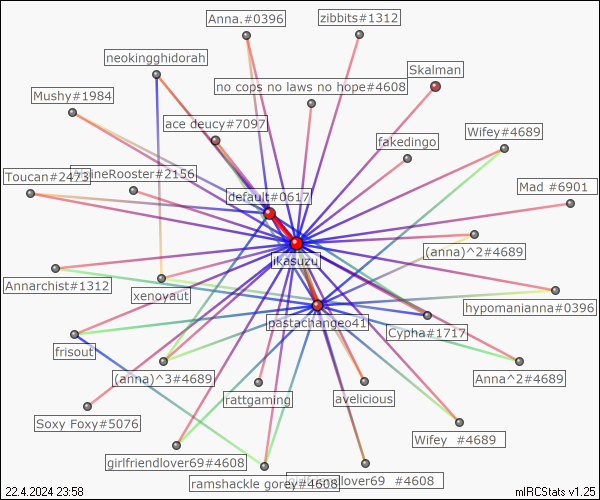 Anna.#0396
zibbits#1312
neokingghidorah
Skalman
no cops no laws no hope#4608
Mushy#1984
ace deucy#7097
Wifey#4689
fakedingo
Toucan#2473
#2156
default#0617
Mad #6901
(anna)^2#4689
ikasuzu
Annarchist#1312
xenoyaut
hypomanianna#0396
pastachangeo41
Cypha#1717
frisout
(anna)^3#4689
Anna^2#4689
rattgaming
avelicious
Soxy Foxy#5076
Wifey #4689
girlfriendlover69#4608
ramshackle gorey#4608
girlfriendlover69 #4608
22.4.2024 23:58
mIRCStats v1.25